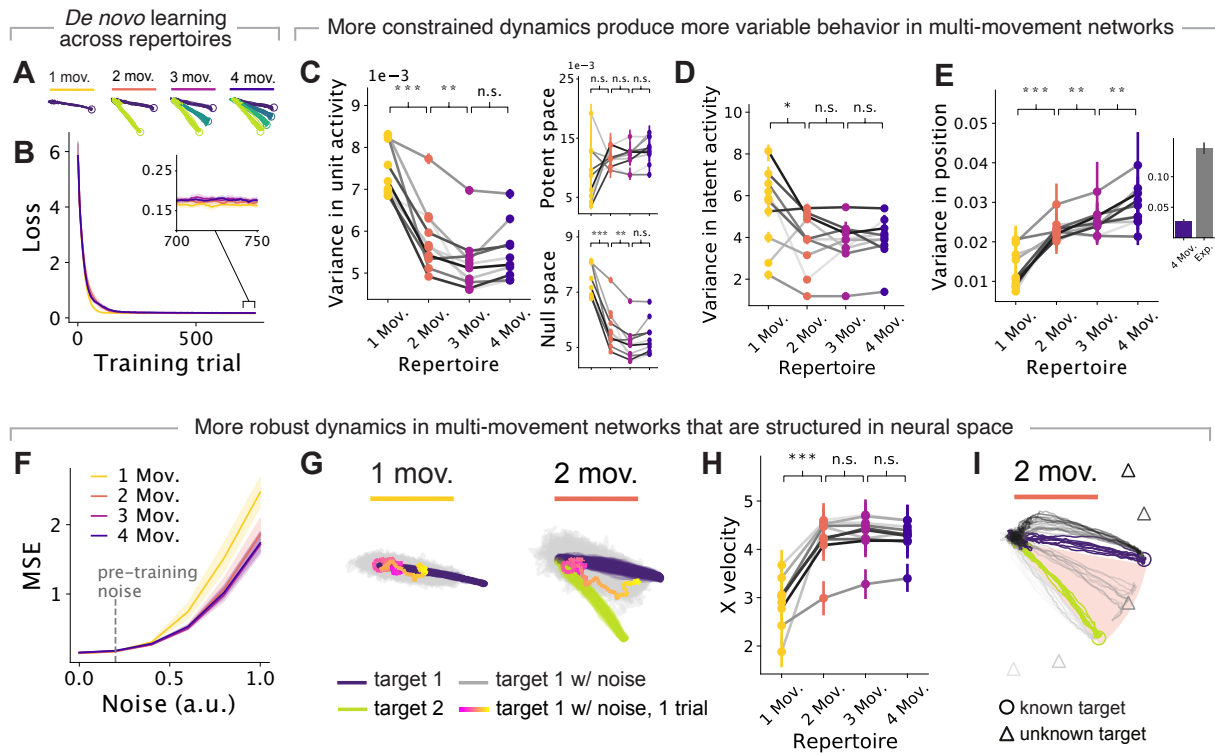 De novo learning
across repertoires
More constrained dynamics produce more variable behavior in multi-movement networks
A
1 mov.
2 mov.
3 mov.
4 mov.
B
Loss
6
4
2
0
0.25
0.15
700
750
0
500
Training trial
C
1e−3
Variance in unit activity
8
7
6
5
***
**
n.s.
1 Mov.
2 Mov.
3 Mov.
4 Mov.
Repertoire
Potent space
25
1e−3
15
5
n.s.
n.s.
n.s.
Null space
9
7
5
***
**
n.s.
D
Variance in latent activity
10
8
6
4
2
*
n.s.
n.s.
1 Mov.
2 Mov.
3 Mov.
4 Mov.
Repertoire
E
Variance in position
0.05
0.04
0.03
0.02
0.01
***
**
**
1 Mov.
2 Mov.
3 Mov.
4 Mov.
Repertoire
0.15
0.10
0.05
4 Mov.
Exp.
More robust dynamics in multi-movement networks that are structured in neural space
F
1 Mov.
2 Mov.
3 Mov.
4 Mov.
MSE
2
1
pre-training
noise
0.0
0.5
1.0
Noise (a.u.)
G
1 mov.
2 mov.
target 1
target 1 w/ noise
target 2
target 1 w/ noise, 1 trial
H
X velocity
5
4
3
2
***
n.s.
n.s.
1 Mov.
2 Mov.
3 Mov.
4 Mov.
Repertoire
I
2 mov.
known target
unknown target